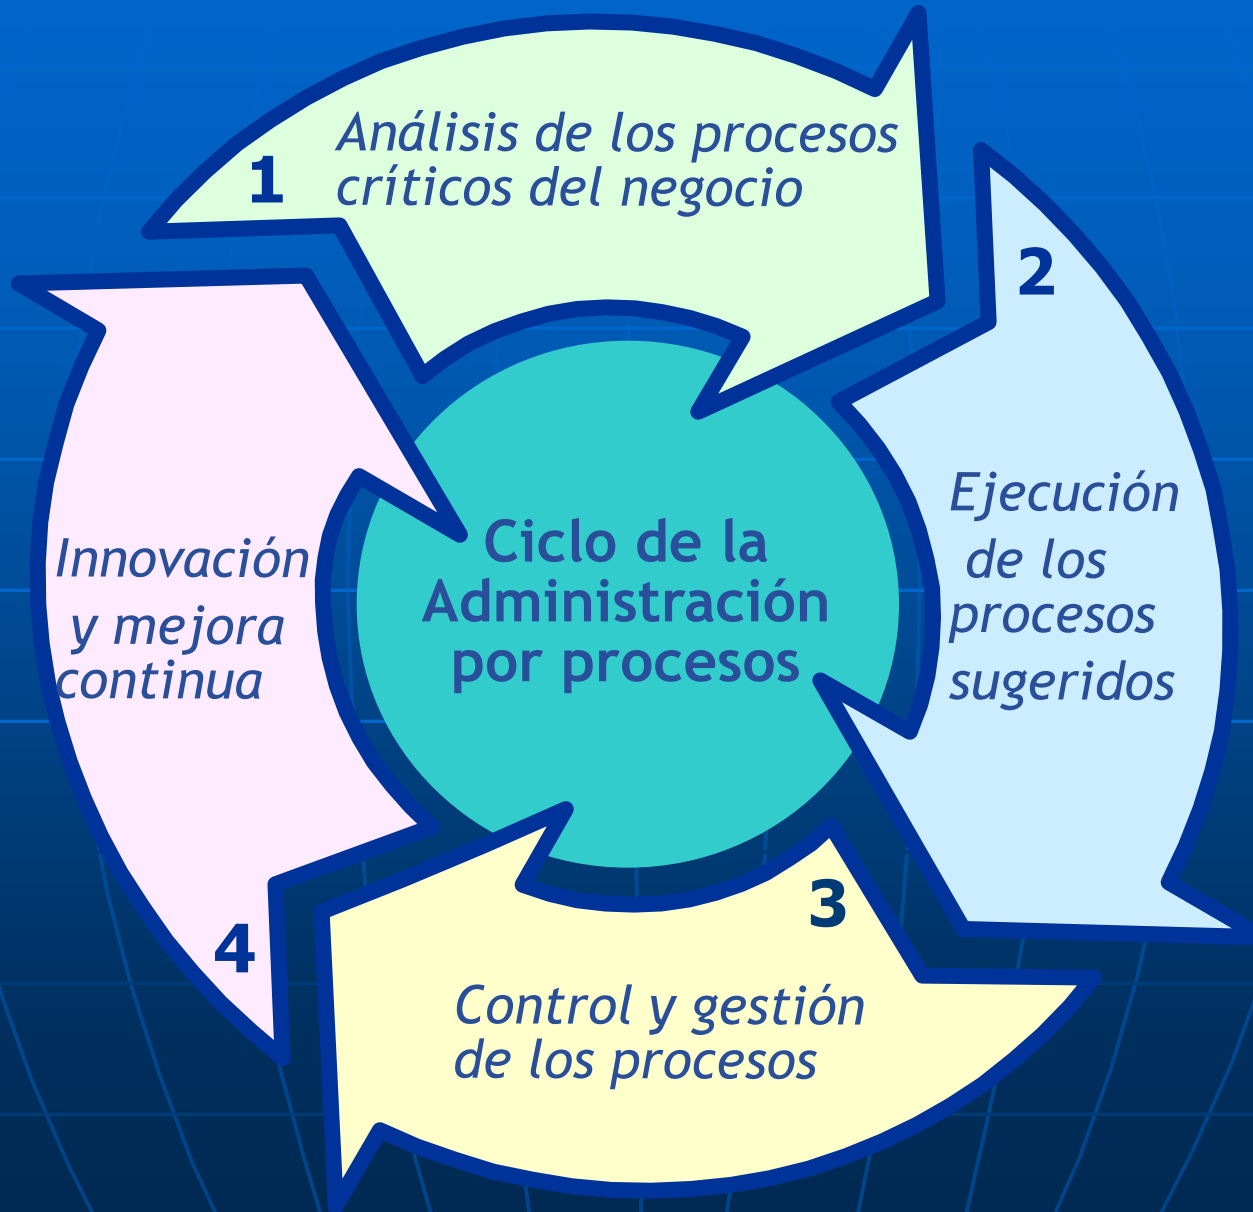 1
Análisis de los procesos
críticos del negocio
2
Ejecución
de los
procesos
sugeridos
3
Control y gestión
de los procesos
4
Innovación
y mejora
continua
Ciclo de la
Administración
por procesos